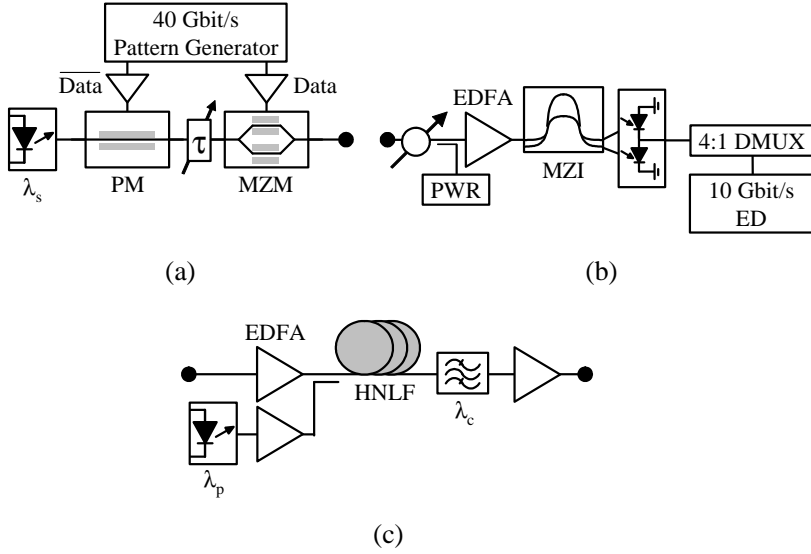 40 Gbit/s
Pattern Generator
Data
Data
τ
λs
PM
MZM
(a)
EDFA
PWR
MZI
4:1 DMUX
10 Gbit/s
ED
(b)
EDFA
HNLF
λc
λp
(c)